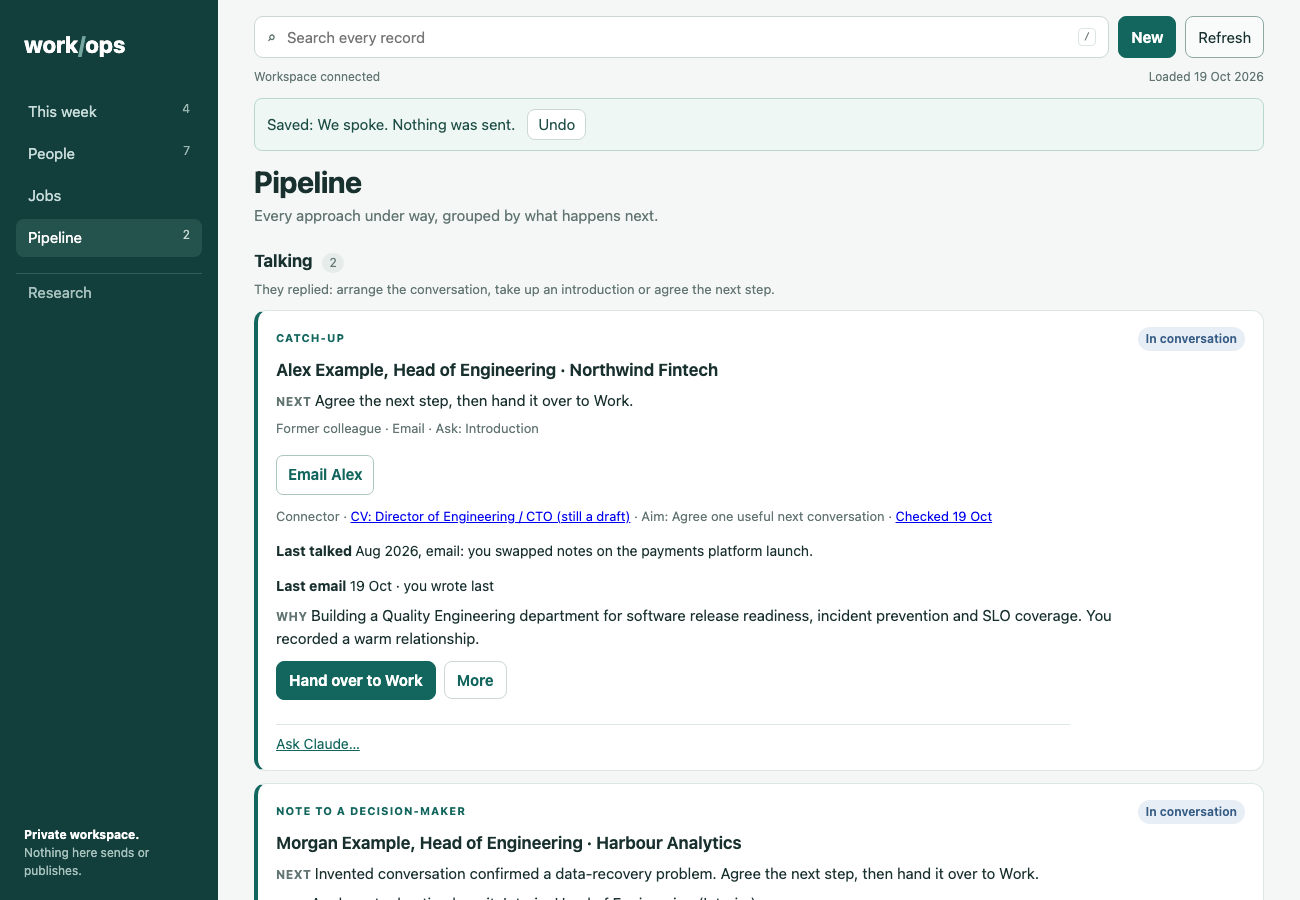 work/ops
This week 4
People 7
Jobs
Pipeline 2
Research
Private workspace.
Nothing here sends or
publishes.
Search every record /
New
Refresh
Workspace connected
Loaded 19 Oct 2026
Saved: We spoke. Nothing was sent.
Undo
Pipeline
Every approach under way, grouped by what happens next.
Talking 2
They replied: arrange the conversation, take up an introduction or agree the next step.
CATCH-UP
In conversation
Alex Example, Head of Engineering · Northwind Fintech
NEXT Agree the next step, then hand it over to Work.
Former colleague · Email · Ask: Introduction
Email Alex
Connector · CV: Director of Engineering / CTO (still a draft) · Aim: Agree one useful next conversation · Checked 19 Oct
Last talked Aug 2026, email: you swapped notes on the payments platform launch.
Last email 19 Oct · you wrote last
WHY Building a Quality Engineering department for software release readiness, incident prevention and SLO coverage. You
recorded a warm relationship.
Hand over to Work
More
Ask Claude…
NOTE TO A DECISION-MAKER
In conversation
Morgan Example, Head of Engineering · Harbour Analytics
NEXT Invented conversation confirmed a data-recovery problem. Agree the next step, then hand it over to Work.